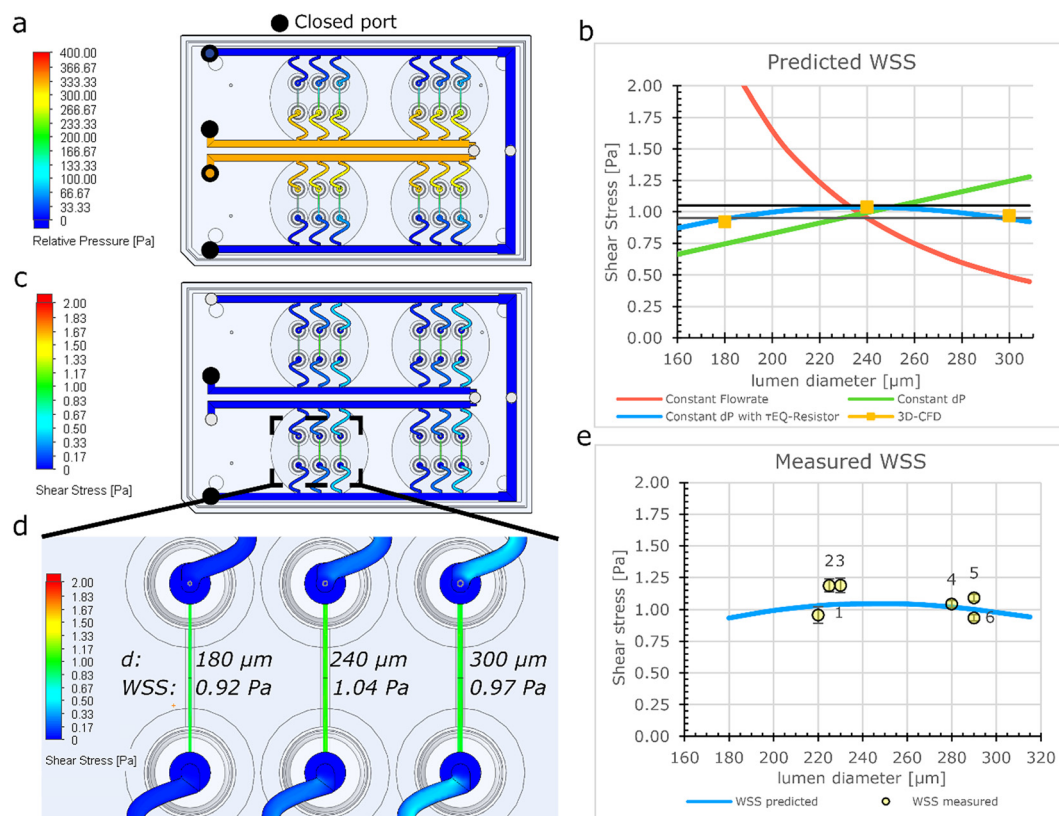 a
Closed port
400.00
366.67
333.33
300.00
266.67
233.33
200.00
166.67
133.33
100.00
66.67
33.33
0
Relative Pressure [Pa]
b
Predicted WSS
Shear Stress [Pa]
2.00
1.75
1.50
1.25
1.00
0.75
0.50
0.25
0.00
160 180 200 220 240 260 280 300
lumen diameter [µm]
Constant Flowrate
Constant dP
Constant dP with τEQ-Resistor
3D-CFD
c
2.00
1.83
1.67
1.50
1.33
1.17
1.00
0.83
0.67
0.50
0.33
0.17
0
Shear Stress [Pa]
d
2.00
1.83
1.67
1.50
1.33
1.17
1.00
0.83
0.67
0.50
0.33
0.17
0
Shear Stress [Pa]
d: 180 µm 240 µm 300 µm
WSS: 0.92 Pa 1.04 Pa 0.97 Pa
e
Measured WSS
Shear stress [Pa]
2.00
1.75
1.50
1.25
1.00
0.75
0.50
0.25
0.00
23
4
5
1
6
160 180 200 220 240 260 280 300 320
lumen diameter [µm]
WSS predicted
WSS measured